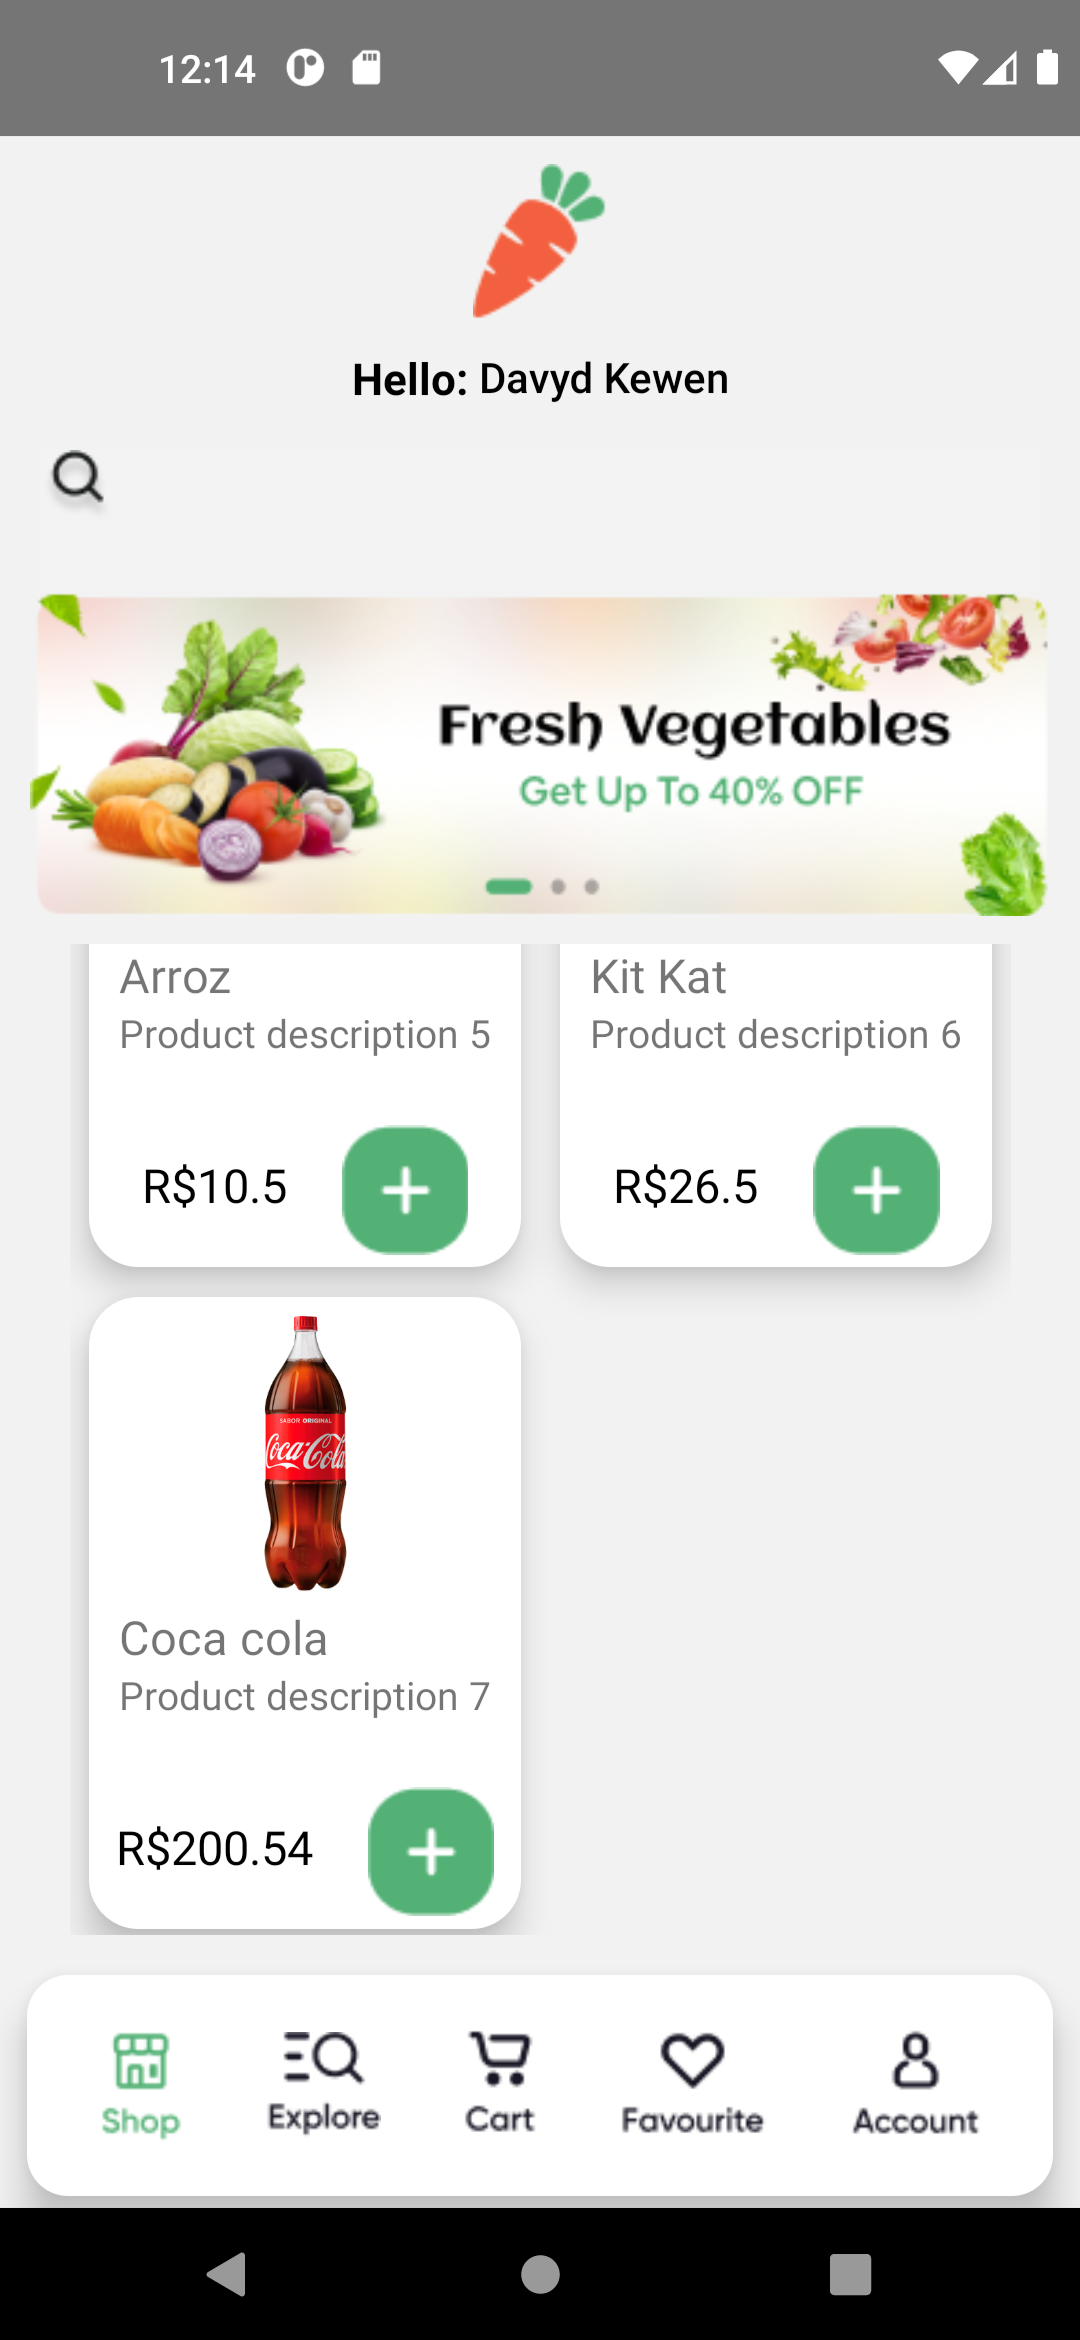 12:14
Hello: Davyd Kewen
Fresh Vegetables
Get Up To 40% OFF
Arroz
Product description 5
R$10.5
Kit Kat
Product description 6
R$26.5
SABOR ORIGINAL
Coca-Cola
Coca cola
Product description 7
R$200.54
Shop
Explore
Cart
Favourite
Account